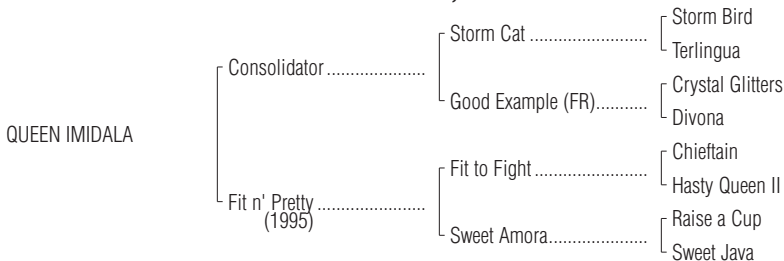 Storm Bird
Storm Cat ......................
Terlingua
Consolidator ..................
Crystal Glitters
Good Example (FR)...........
Divona
QUEEN IMIDALA
Chieftain
Fit to Fight .....................
Hasty Queen II
Fit n' Pretty ....................
(1995)
Raise a Cup
Sweet Amora...................
Sweet Java